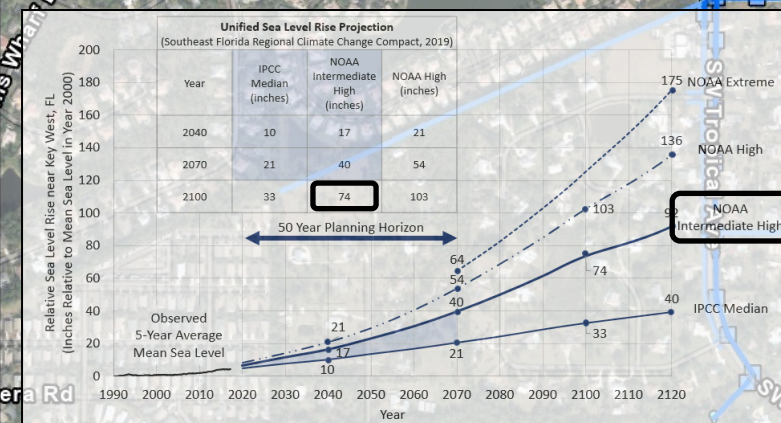 s Wharf
era Rd
SW Tropical Ave
SW
Unified Sea Level Rise Projection
(Southeast Florida Regional Climate Change Compact, 2019)
Year
IPCC
Median
(inches)
NOAA
Intermediate
High
(inches)
NOAA High
(inches)
2040 10 17 21
2070 21 40 54
2100 33 74 103
Relative Sea Level Rise near Key West, FL
(Inches Relative to Mean Sea Level in Year 2000)
200
180
160
140
120
100
80
60
40
20
0
50 Year Planning Horizon
Observed
5-Year Average
Mean Sea Level
175 NOAA Extreme
136
NOAA High
103
92
NOAA
Intermediate High
74
64
54
40
40
IPCC Median
33
21
17
10
21
1990 2000 2010 2020 2030 2040 2050 2060 2070 2080 2090 2100 2110 2120
Year